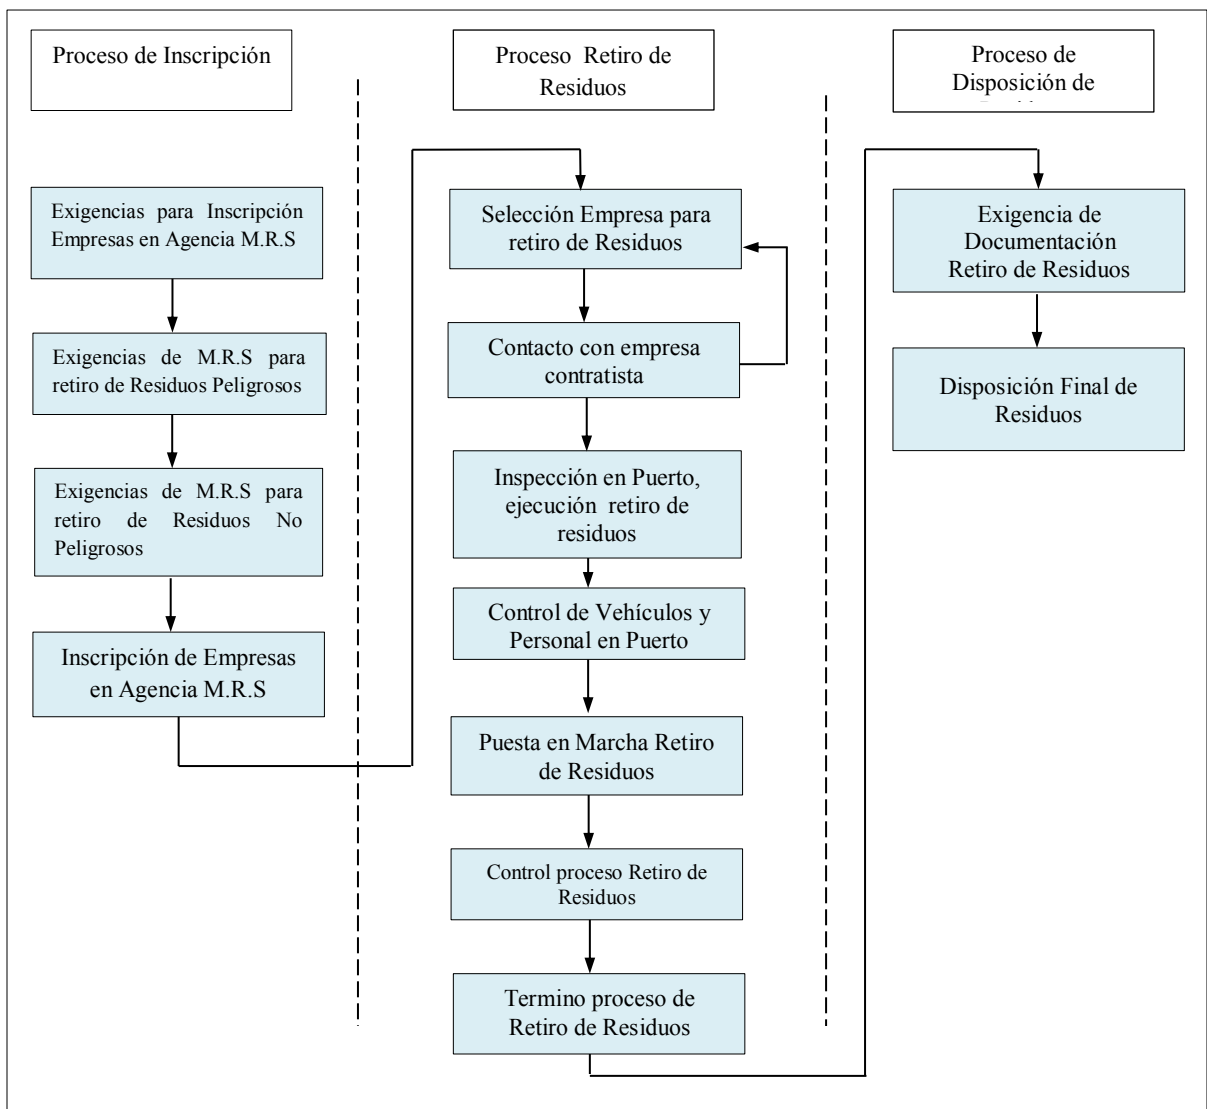 Proceso de Inscripción
Proceso Retiro de
Residuos
Proceso de
Disposición de
Exigencias para Inscripción
Empresas en Agencia M.R.S
Exigencias de M.R.S para
retiro de Residuos Peligrosos
Exigencias de M.R.S para
retiro de Residuos No
Peligrosos
Inscripción de Empresas
en Agencia M.R.S
Selección Empresa para
retiro de Residuos
Contacto con empresa
contratista
Inspección en Puerto,
ejecución retiro de
residuos
Control de Vehículos y
Personal en Puerto
Puesta en Marcha Retiro
de Residuos
Control proceso Retiro de
Residuos
Termino proceso de
Retiro de Residuos
Exigencia de
Documentación
Retiro de Residuos
Disposición Final de
Residuos